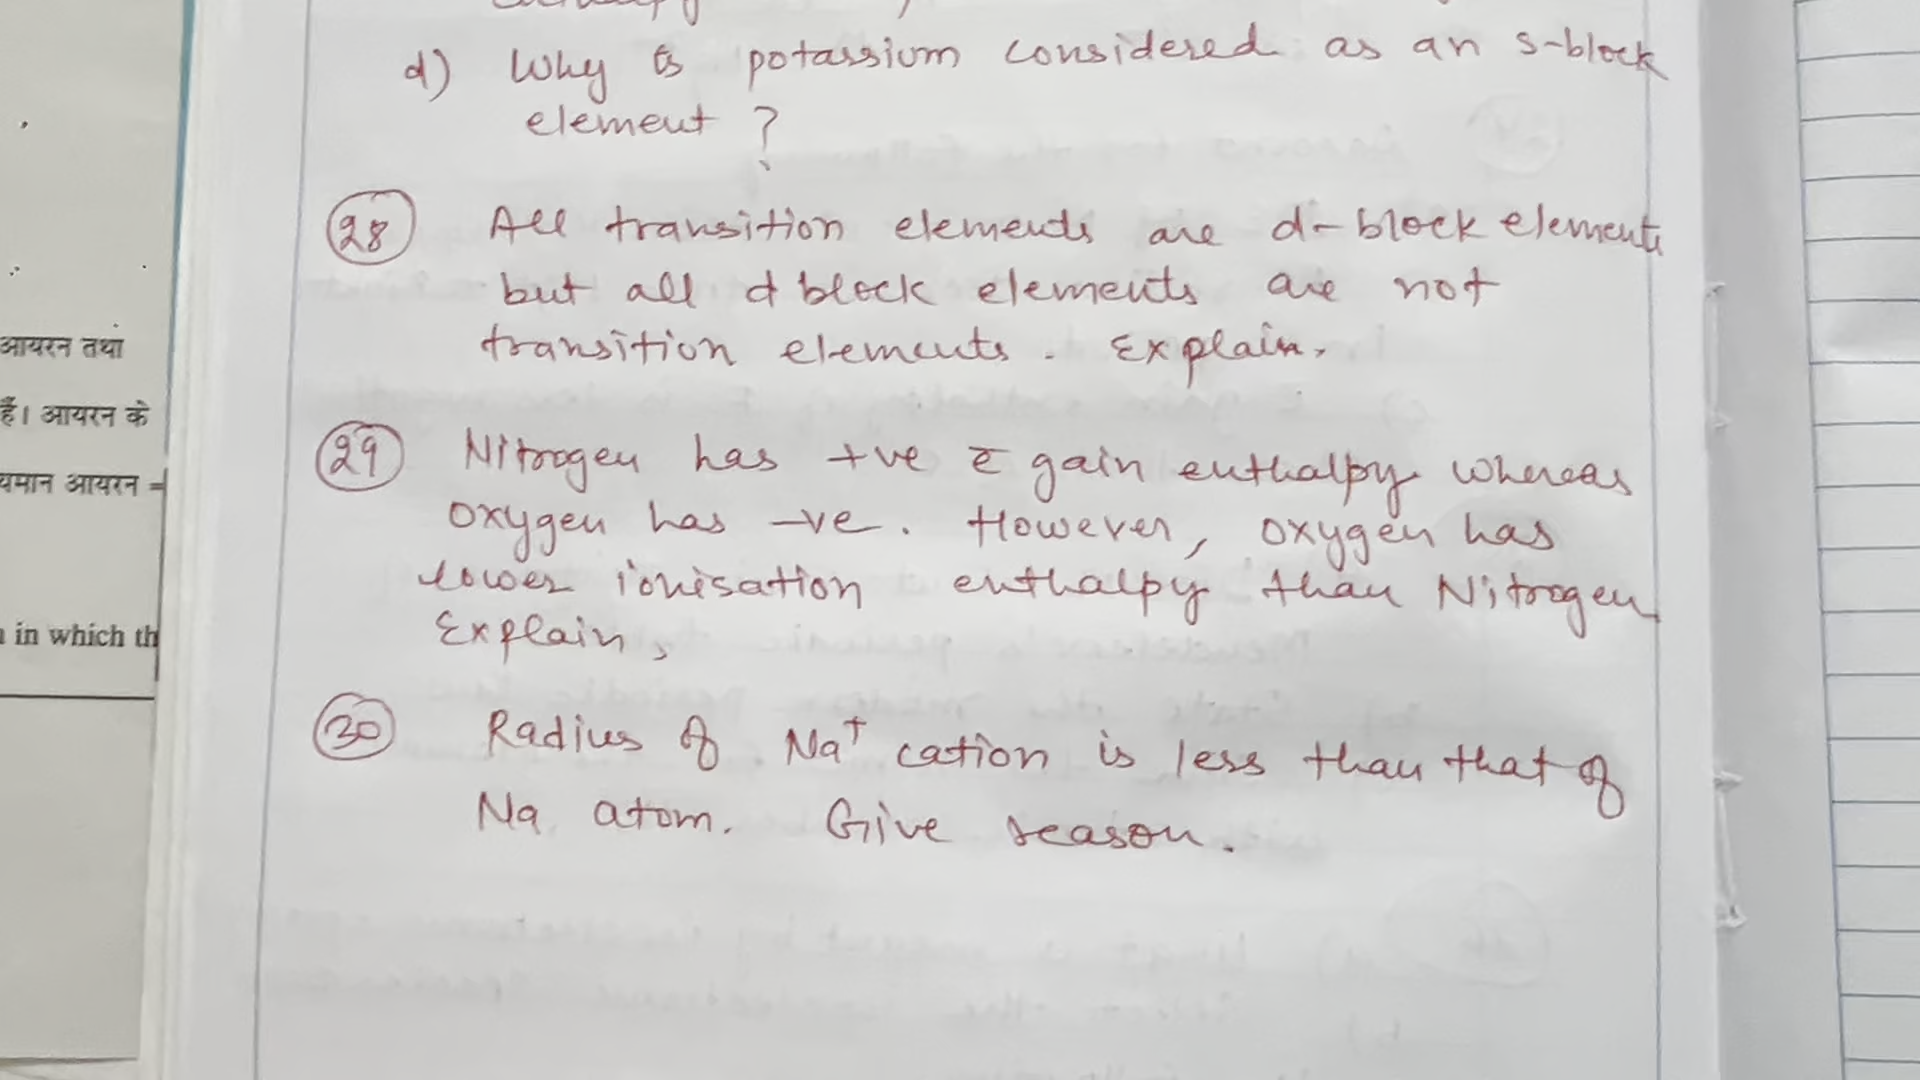 d) Why is potassium considered as an s-block
element ?
28 All transition elements are d-block elements
but all d block elements are not
transition elements. Explain.
29 Nitrogen has +ve e̅ gain enthalpy whereas
oxygen has -ve. However, oxygen has
lower ionisation enthalpy than Nitrogen
Explain,
30 Radius of Na⁺ cation is less than that of
Na atom. Give reason.
आयरन तथा
हैं। आयरन के
यमान आयरन =
in which th